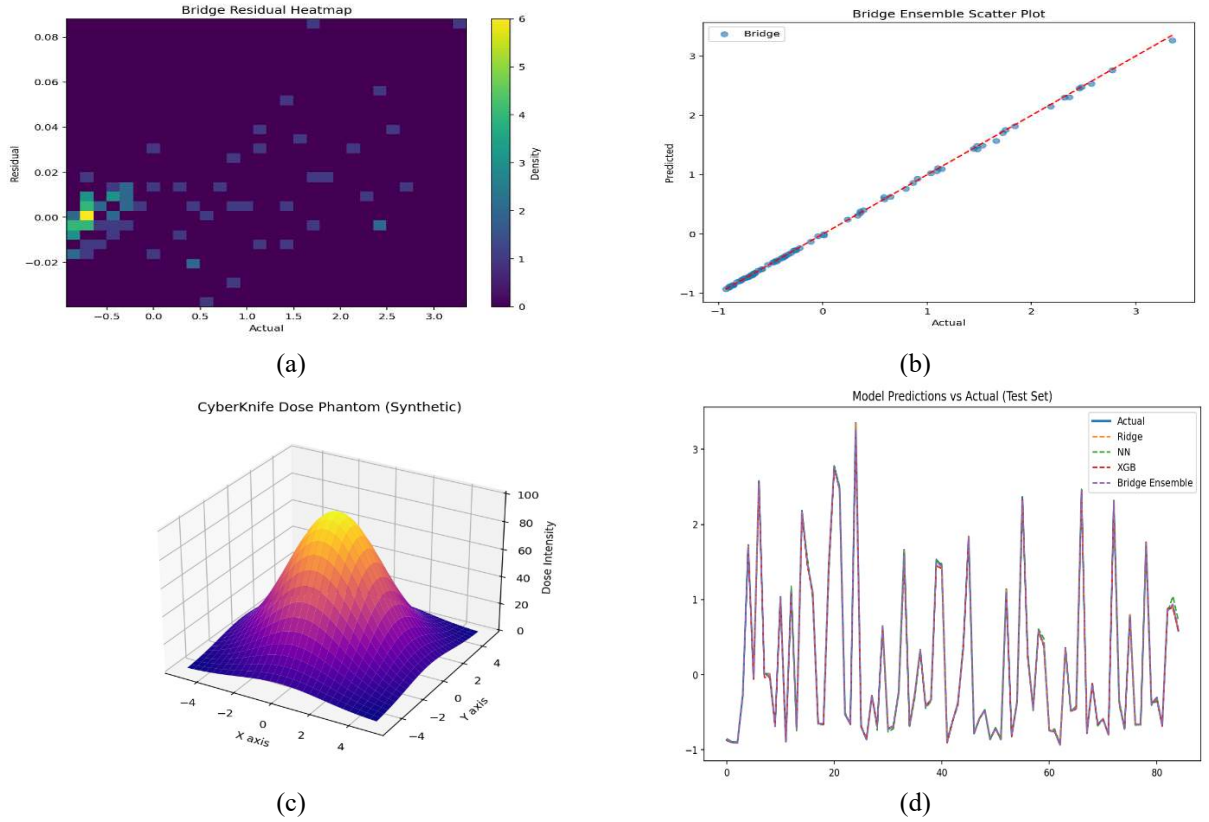 Bridge Residual Heatmap
0.08
0.06
0.04
0.02
0.00
−0.02
Residual
−0.5 0.0 0.5 1.0 1.5 2.0 2.5 3.0
Actual
6
5
4
3
2
1
0
Density
(a)
Bridge Ensemble Scatter Plot
Bridge
3
2
1
0
−1
Predicted
−1 0 1 2 3
Actual
(b)
CyberKnife Dose Phantom (Synthetic)
100
80
60
40
20
0
Dose Intensity
−4 −2 0 2 4
X axis
−4 −2 0 2 4
Y axis
(c)
Model Predictions vs Actual (Test Set)
Actual
Ridge
NN
XGB
Bridge Ensemble
3
2
1
0
−1
0 20 40 60 80
(d)